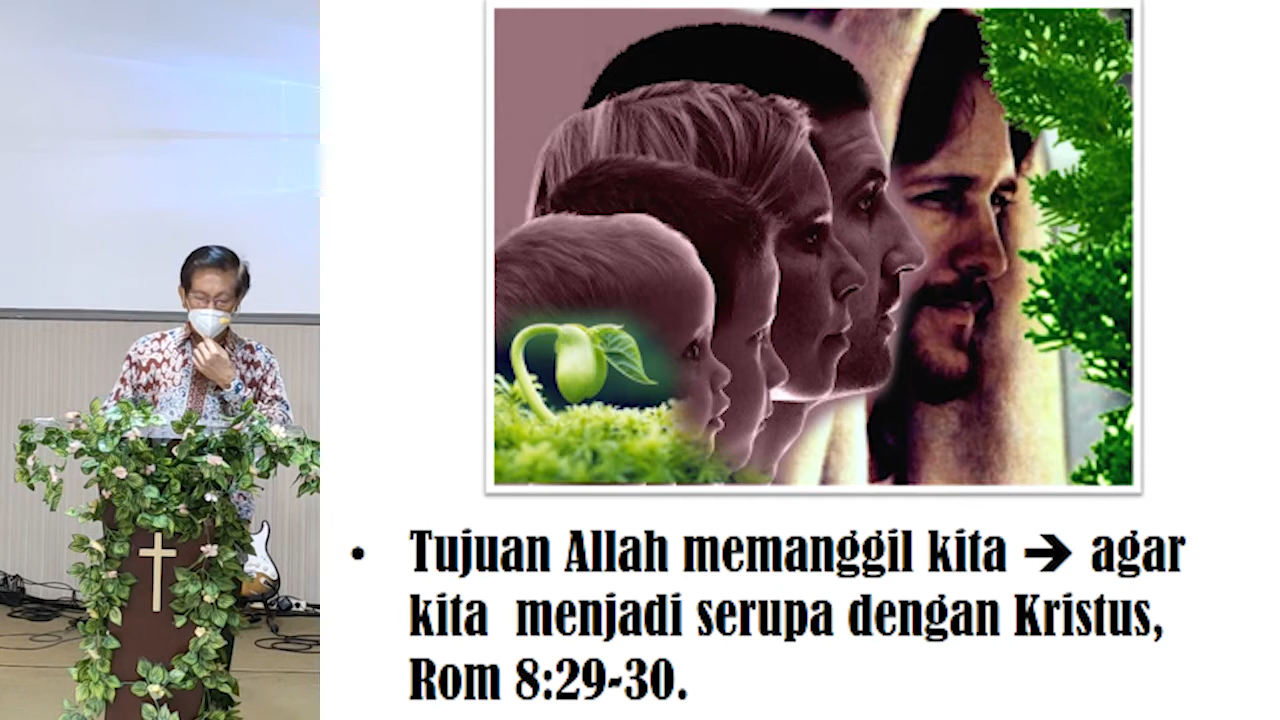 • Tujuan Allah memanggil kita ➔ agar
kita menjadi serupa dengan Kristus,
Rom 8:29-30.